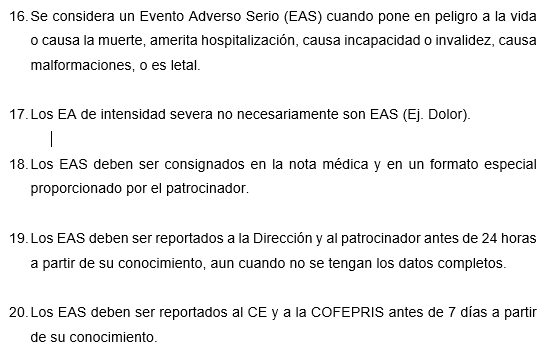 16. Se considera un Evento Adverso Serio (EAS) cuando pone en peligro a la vida
o causa la muerte, amerita hospitalización, causa incapacidad o invalidez, causa
malformaciones, o es letal.
17. Los EA de intensidad severa no necesariamente son EAS (Ej. Dolor).
18. Los EAS deben ser consignados en la nota médica y en un formato especial
proporcionado por el patrocinador.
19. Los EAS deben ser reportados a la Dirección y al patrocinador antes de 24 horas
a partir de su conocimiento, aun cuando no se tengan los datos completos.
20. Los EAS deben ser reportados al CE y a la COFEPRIS antes de 7 días a partir
de su conocimiento.